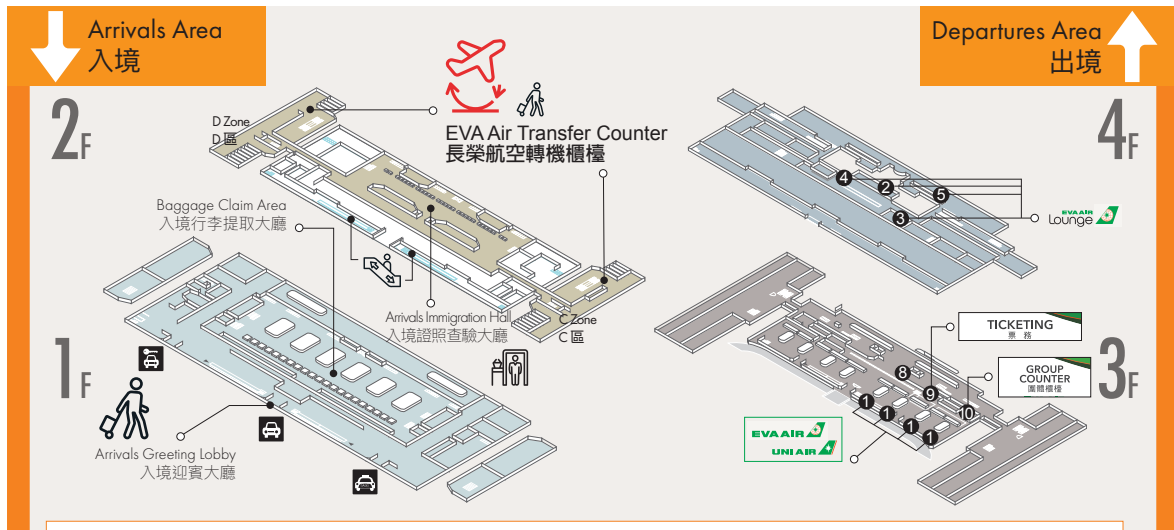 Arrivals Area
入境
Departures Area
出境
2F
D Zone
D 區
EVA Air Transfer Counter
長榮航空轉機櫃檯
Baggage Claim Area
入境行李提取大廳
Arrivals Immigration Hall
入境證照查驗大廳
C Zone
C 區
1F
Arrivals Greeting Lobby
入境迎賓大廳
4F
4
2
5
3
EVA AIR
Lounge
3F
TICKETING
票 務
8
9
GROUP
COUNTER
團體櫃檯
10
1
1
1
1
EVA AIR
UNI AIR